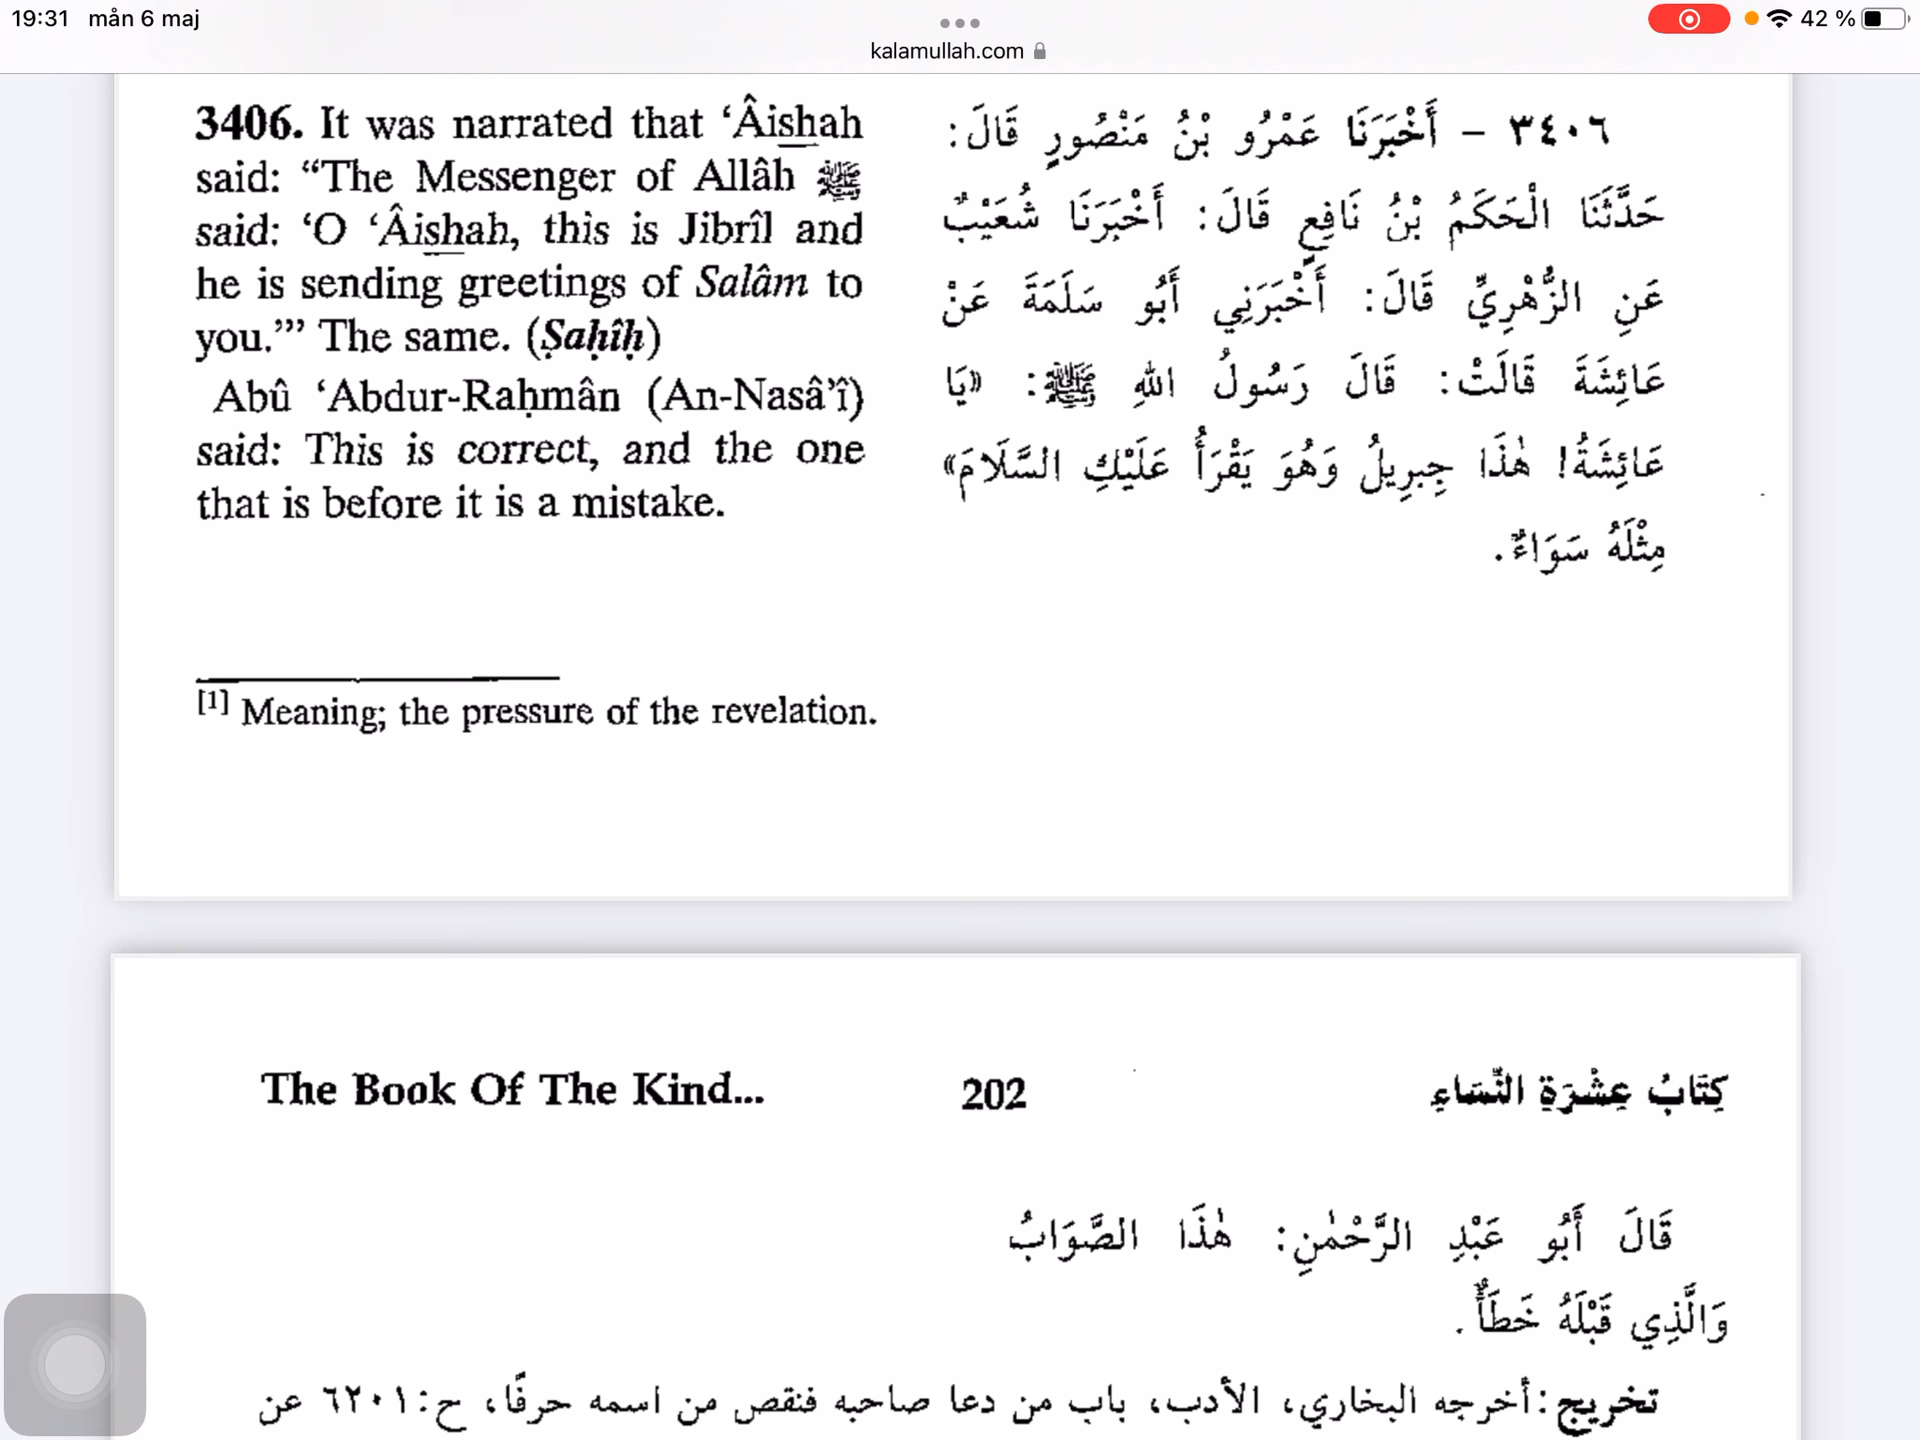 19:31 mån 6 maj
42 %
kalamullah.com
3406. It was narrated that ‘Âishah
said: “The Messenger of Allâh ﷺ
said: ‘O ‘Âishah, this is Jibrîl and
he is sending greetings of Salâm to
you.’” The same. (Ṣaḥîḥ)
Abû ‘Abdur-Raḥmân (An-Nasâ’î)
said: This is correct, and the one
that is before it is a mistake.
٣٤٠٦ – أَخْبَرَنَا عَمْرُو بْنُ مَنْصُورٍ قَالَ:
حَدَّثَنَا الْحَكَمُ بْنُ نَافِعٍ قَالَ: أَخْبَرَنَا شُعَيْبٌ
عَنِ الزُّهْرِيِّ قَالَ: أَخْبَرَنِي أَبُو سَلَمَةَ عَنْ
عَائِشَةَ قَالَتْ: قَالَ رَسُولُ اللهِ ﷺ: «يَا
عَائِشَةُ! هٰذَا جِبرِيلُ وَهُوَ يَقْرَأُ عَلَيْكِ السَّلَامَ»
مِثْلَهُ سَوَاءٌ.
[1] Meaning; the pressure of the revelation.
The Book Of The Kind... 202 كِتَابُ عِشْرَةِ النِّسَاءِ
قَالَ أَبُو عَبْدِ الرَّحْمٰنِ: هٰذَا الصَّوَابُ
وَالَّذِي قَبْلَهُ خَطَأٌ.
تخريج: أخرجه البخاري، الأدب، باب من دعا صاحبه فنقص من اسمه حرفًا، ح: ٦٢٠١ عن